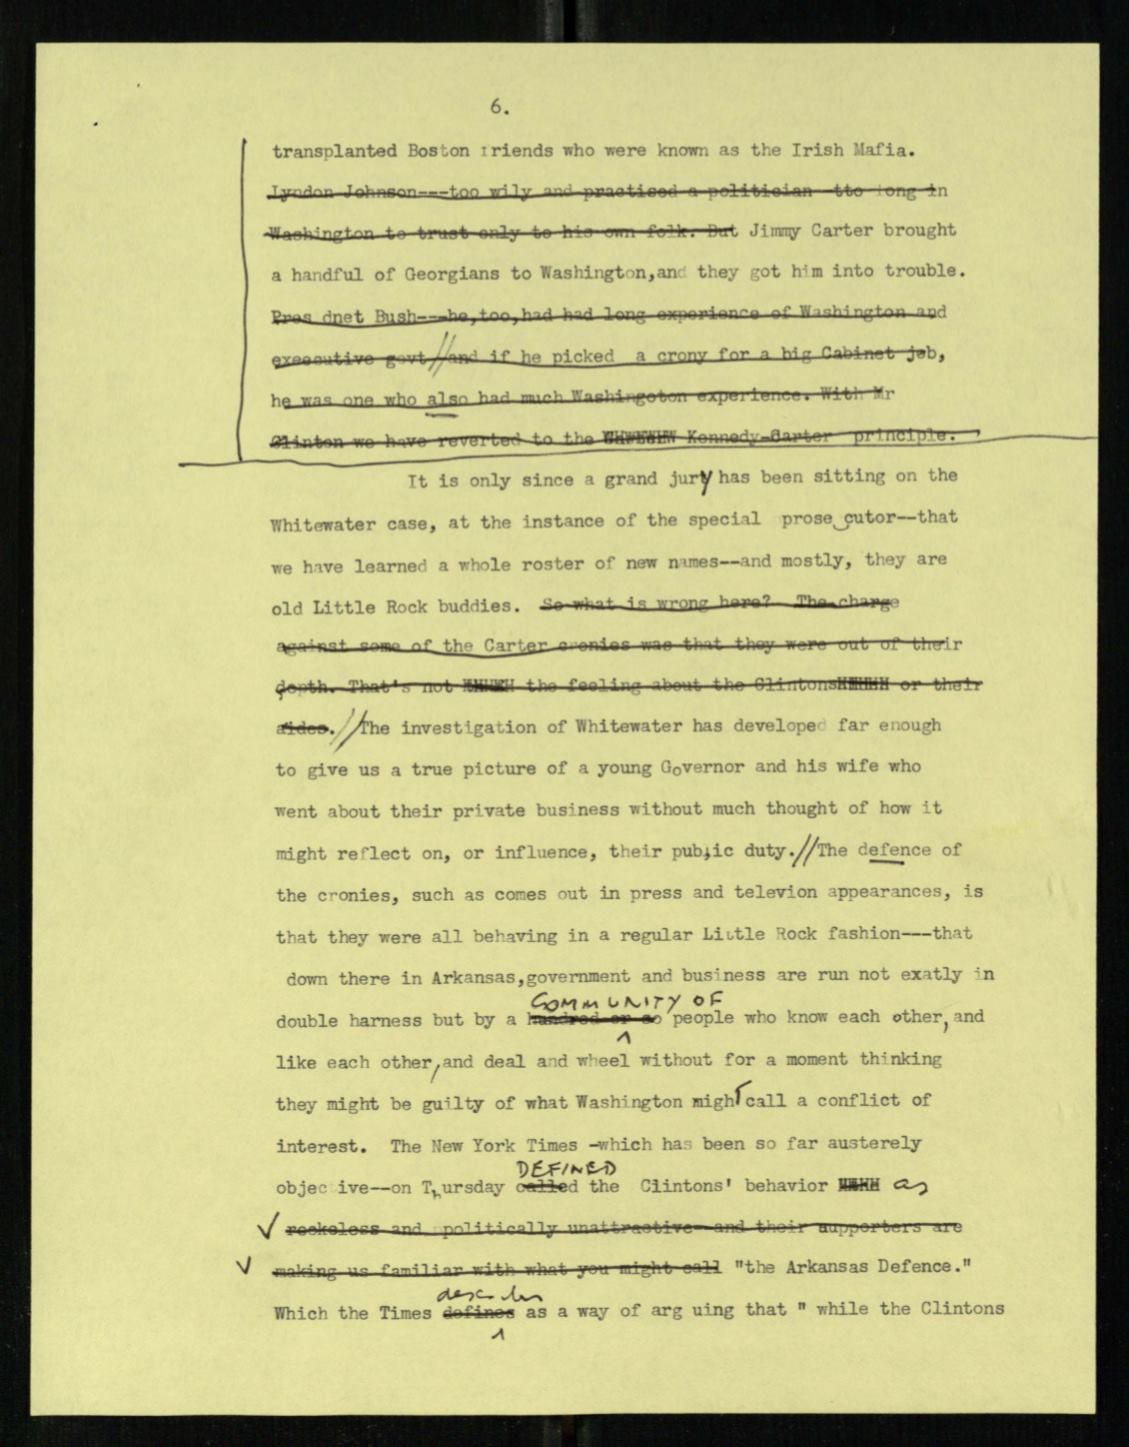 6.
transplanted Boston friends who were known as the Irish Mafia.
Lyndon Johnson---too wily and practised a politician tto long in
Washington to trust only to his own folk. But Jimmy Carter brought
a handful of Georgians to Washington,and they got him into trouble.
Pres dnet Bush---he,too,had had long experience of Washington and
exeecutive govt//and if he picked a crony for a big Cabinet job,
he was one who also had much Washingoton experience. With Mr
Clinton we have reverted to the Kennedy-Carter principle.
It is only since a grand jury has been sitting on the
Whitewater case, at the instance of the special prose cutor--that
we have learned a whole roster of new names--and mostly, they are
old Little Rock buddies. So what is wrong here? The charge
against some of the Carter cronies was that they were out of their
depth. That's not the feeling about the Clintons or their
aides.//The investigation of Whitewater has developed far enough
to give us a true picture of a young Governor and his wife who
went about their private business without much thought of how it
might reflect on, or influence, their public duty.//The defence of
the cronies, such as comes out in press and televion appearances, is
that they were all behaving in a regular Little Rock fashion---that
down there in Arkansas,government and business are run not exatly in
COMMUNITY OF
double harness but by a hundred or so people who know each other, and
like each other,and deal and wheel without for a moment thinking
they might be guilty of what Washington might call a conflict of
interest. The New York Times -which has been so far austerely
DEFINED
objec ive--on Thursday called the Clintons' behavior as
✓ reckeless and politically unattractive- and their supporters are
✓ making us familiar with what you might call "the Arkansas Defence."
describes
Which the Times defines as a way of arg uing that " while the Clintons